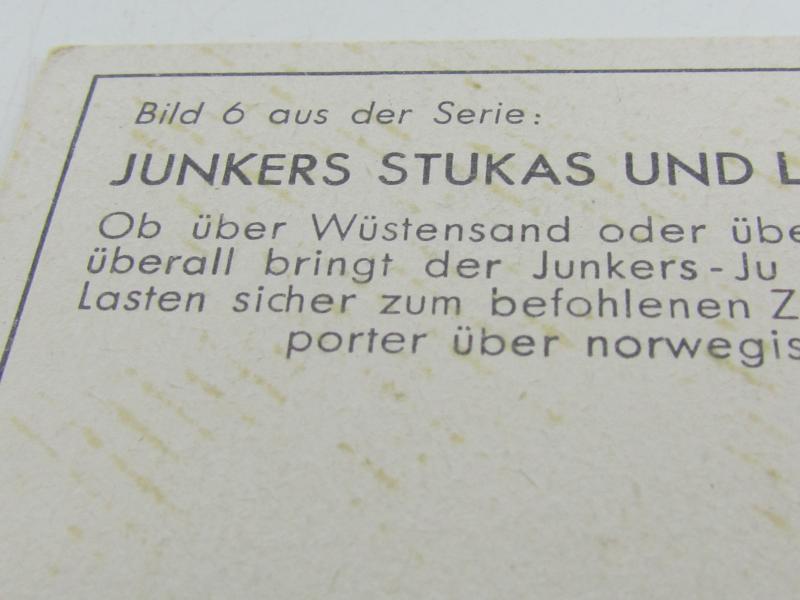 Bild 6 aus der Serie:
JUNKERS STUKAS UND L
Ob über Wüstensand oder übe
überall bringt der Junkers-Ju
Lasten sicher zum befohlenen Z
porter über norwegis